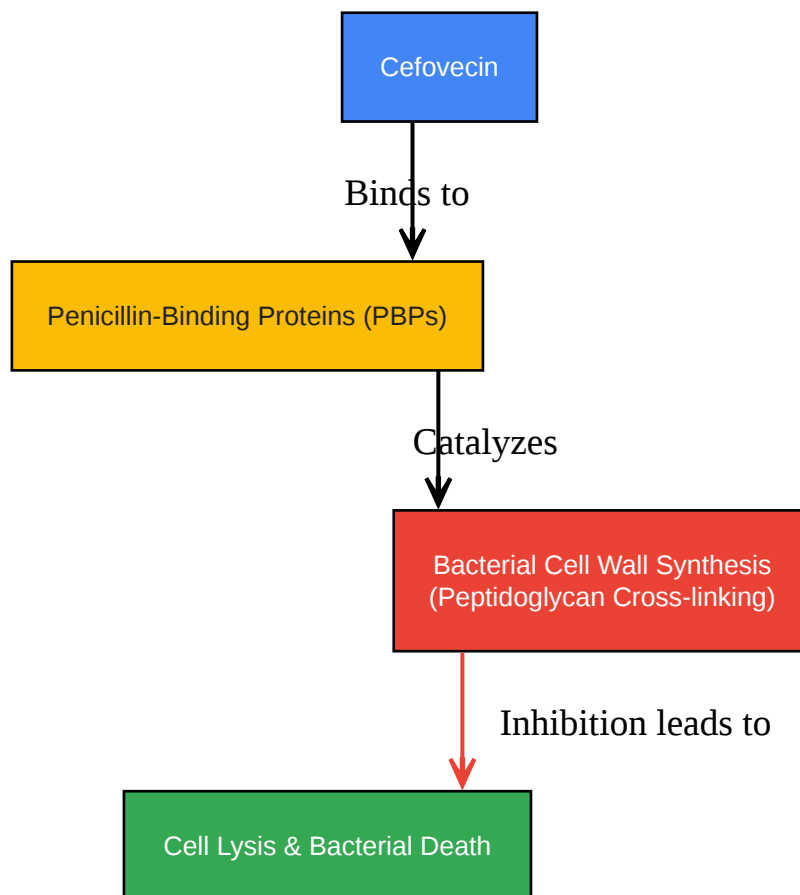 Cefovecin
Binds to
Penicillin-Binding Proteins (PBPs)
Catalyzes
Bacterial Cell Wall Synthesis
(Peptidoglycan Cross-linking)
Inhibition leads to
Cell Lysis & Bacterial Death